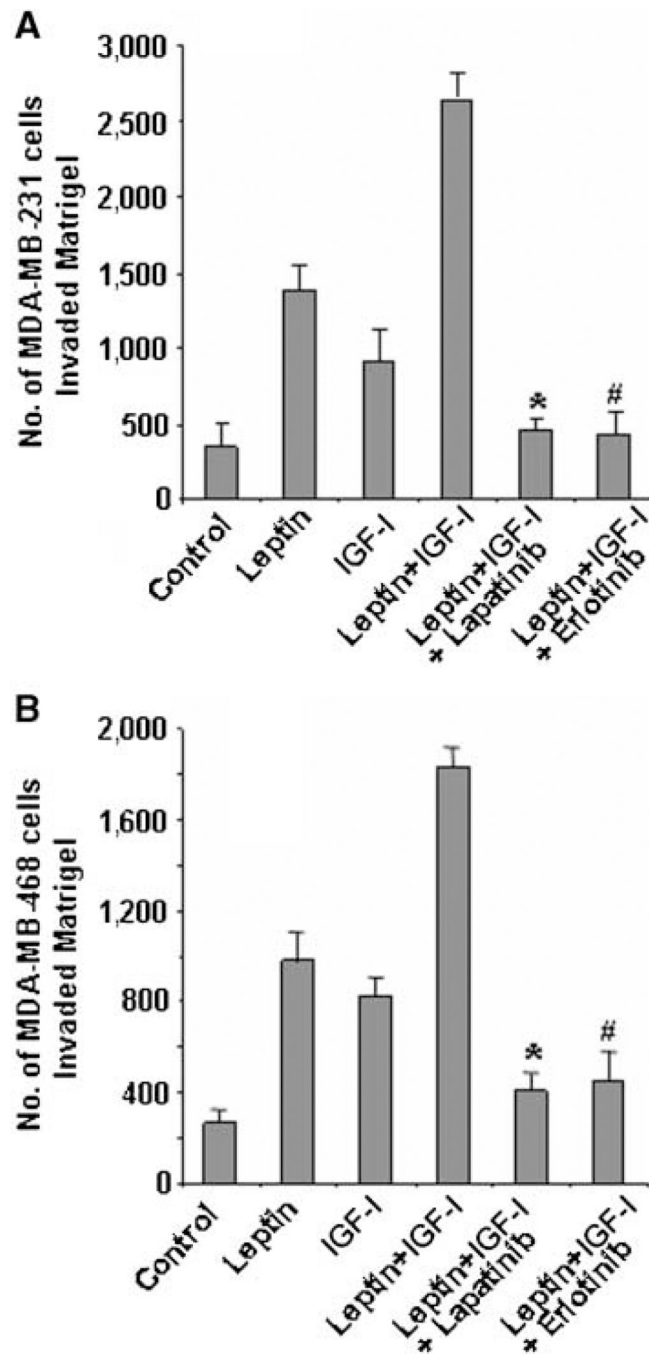 A
No. of MDA-MB-231 cells
Invaded Matrigel
3,000
2,500
2,000
1,500
1,000
500
0
*
#
Control
Leptin
IGF-I
Leptin+IGF-I
Leptin+IGF-I
+ Lapatinib
Leptin+IGF-I
+ Erlotinib
B
No. of MDA-MB-468 cells
Invaded Matrigel
2,000
1,600
1,200
800
400
0
*
#
Control
Leptin
IGF-I
Leptin+IGF-I
Leptin+IGF-I
+ Lapatinib
Leptin+IGF-I
+ Erlotinib